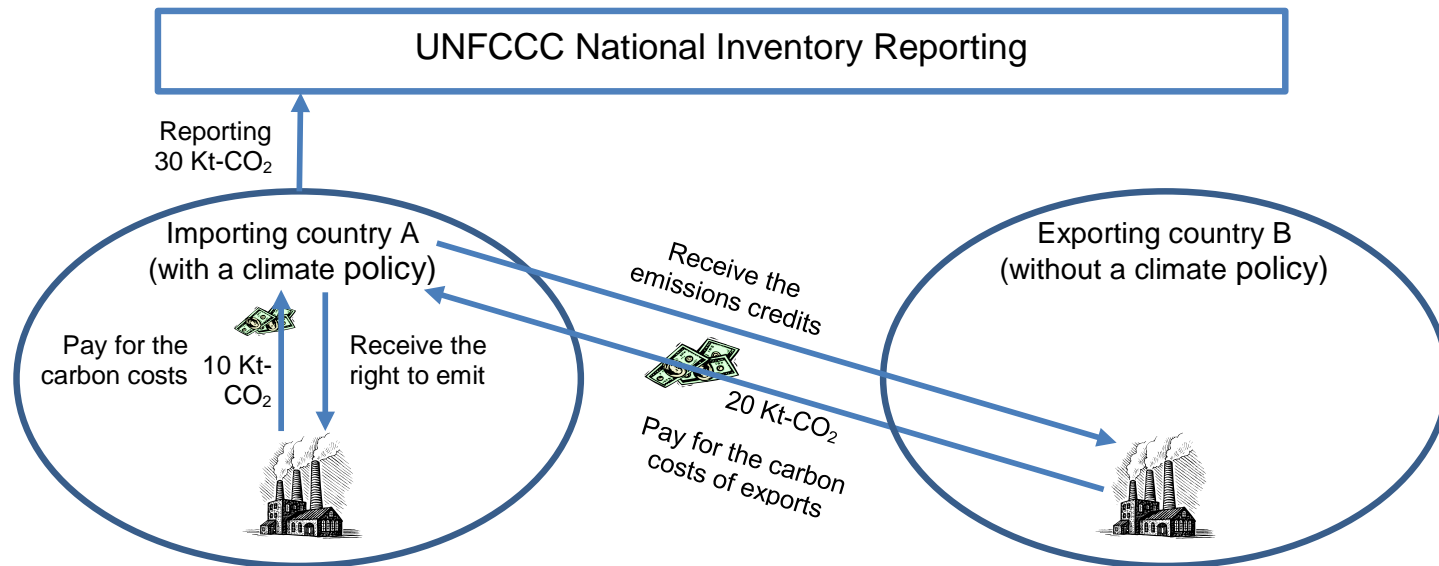 UNFCCC National Inventory Reporting
Reporting
30 Kt-CO₂
Importing country A
(with a climate policy)
Exporting country B
(without a climate policy)
Receive the
emissions credits
Pay for the
carbon costs
10 Kt-
CO₂
Receive the
right to emit
20 Kt-CO₂
Pay for the carbon
costs of exports